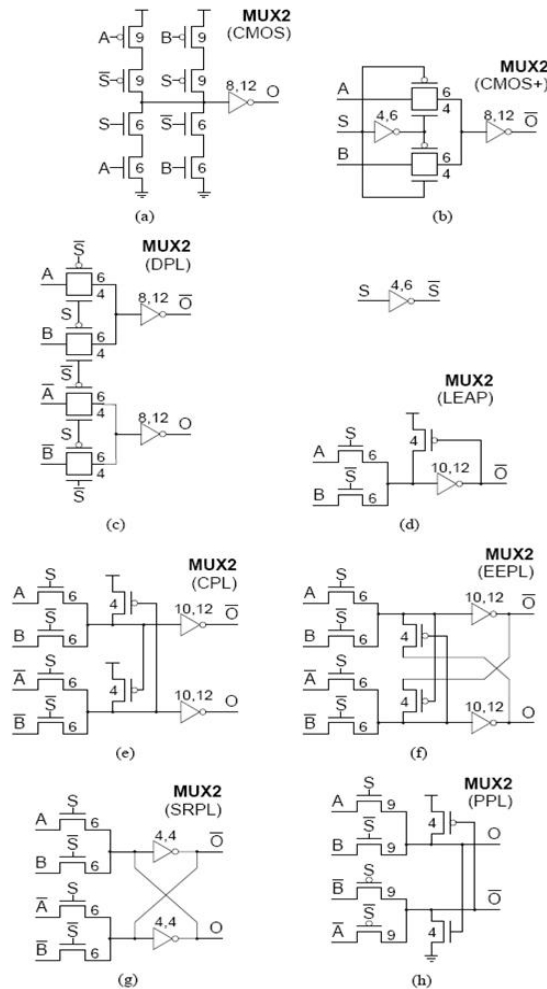 MUX2
(CMOS)
A 9 B 9
S̅ 9 S 9
8,12 O
S 6 S̅ 6
A 6 B 6
(a)
MUX2
(CMOS+)
A 6
4
S 4,6 8,12 O̅
B 6
4
(b)
MUX2
(DPL)
S̅
A 6
4
S 8,12 O̅
B 6
4
S̅
A̅ 6
4
S 8,12 O
B̅ 6
4
S̅
(c)
4,6
S S̅
MUX2
(LEAP)
S
A 6 4
S̅ 10,12 O̅
B 6
(d)
MUX2
(CPL)
S
A 6
S̅ 4 10,12 O̅
B 6
S
A̅ 6
S̅ 4 10,12 O
B̅ 6
(e)
MUX2
(EEPL)
S
A 6
S̅ 10,12 O̅
B 6 4
S
A̅ 6
S̅ 4 10,12 O
B̅ 6
(f)
MUX2
(SRPL)
S
A 6
S̅ 4,4 O̅
B 6
S
A̅ 6
S̅ 4,4 O
B̅ 6
(g)
MUX2
(PPL)
S
A 9
S̅ 4 O
B 9
S
B̅ 9
S̅ O̅
A̅ 9 4
(h)